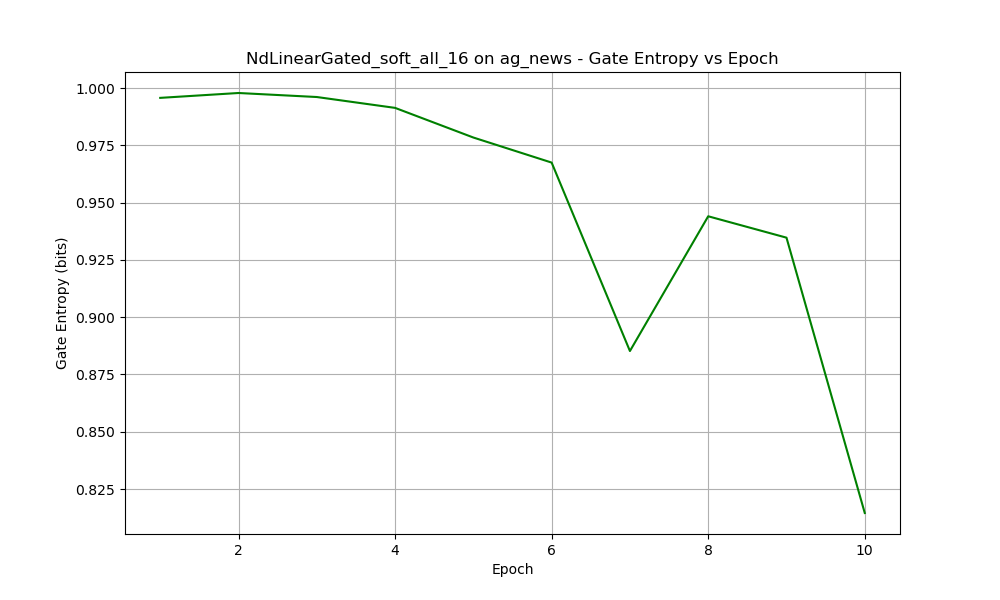 NdLinearGated_soft_all_16 on ag_news - Gate Entropy vs Epoch
1.000
0.975
0.950
0.925
0.900
0.875
0.850
0.825
Gate Entropy (bits)
2 4 6 8 10
Epoch